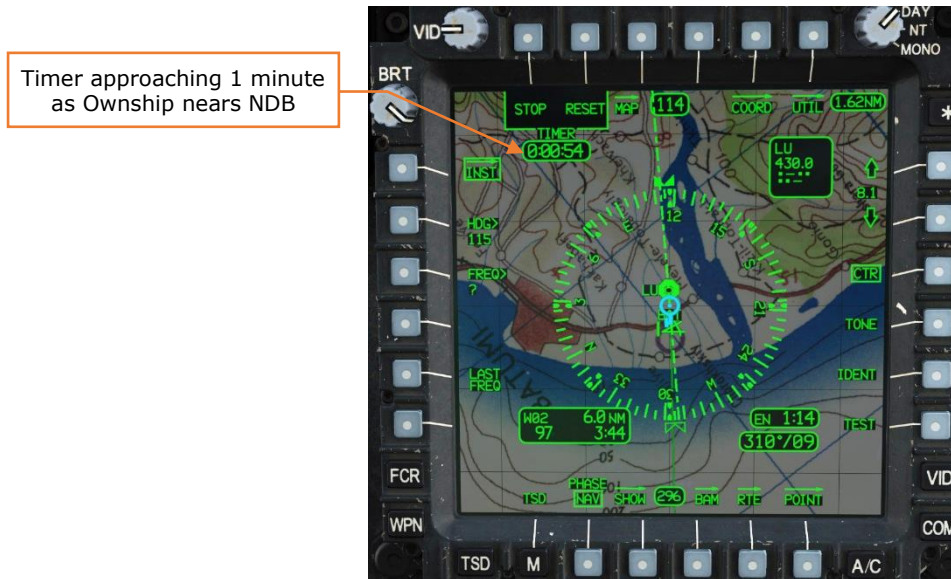 Timer approaching 1 minute
as Ownship nears NDB
VID
DAY
NT
MONO
BRT
STOP RESET MAP 114 COORD UTIL 1.62NM
TIMER
0:00:54
LU
430.0
INST
8.1
HDG>
115
FREQ>
?
CTR
TONE
IDENT
LAST
FREQ
TEST
12
15
S
21
24
W
30
33
N
3
6
E
LU
BATUMI
W02 6.0 NM
97 3:44
EN 1:14
310°/09
PHASE
TSD NAV SHOW 296 BAM RTE POINT
FCR
WPN
VID
COM
TSD M A/C